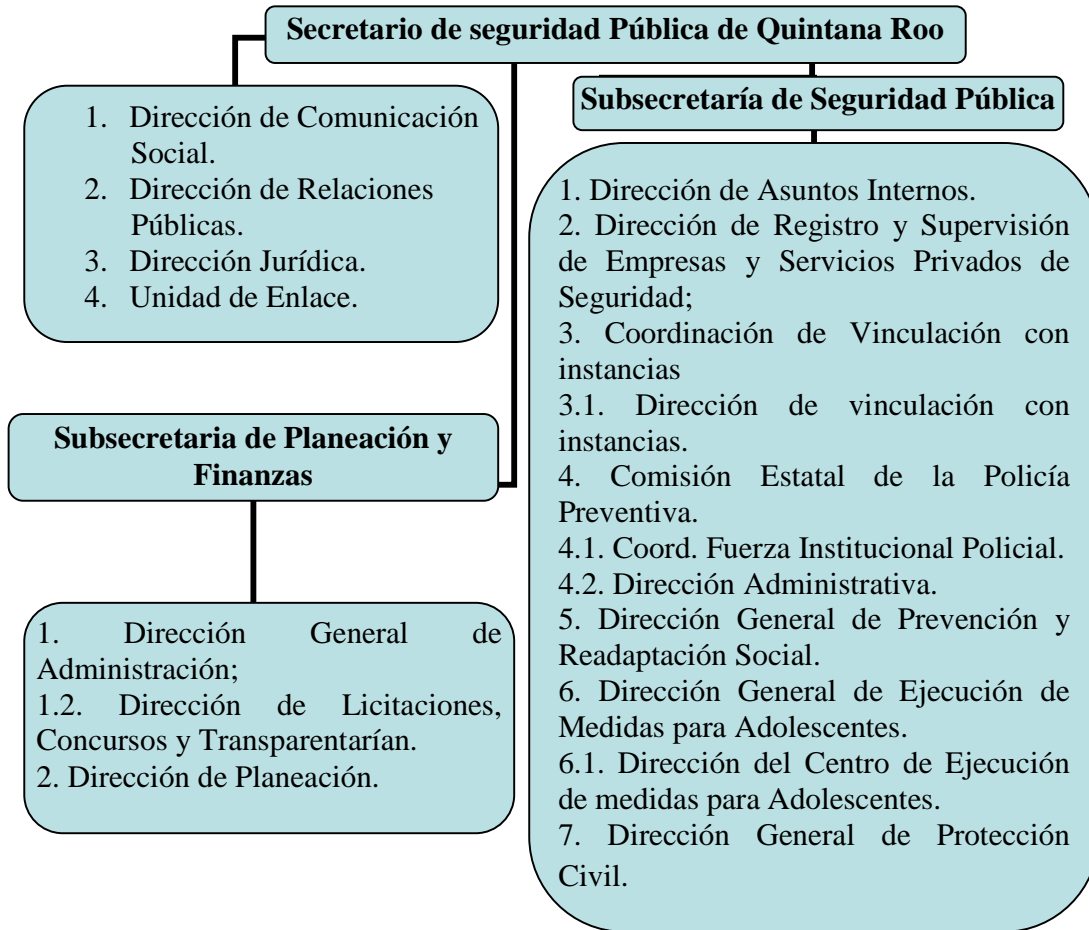 Secretario de seguridad Pública de Quintana Roo
1. Dirección de Comunicación
Social.
2. Dirección de Relaciones
Públicas.
3. Dirección Jurídica.
4. Unidad de Enlace.
Subsecretaría de Seguridad Pública
1. Dirección de Asuntos Internos.
2. Dirección de Registro y Supervisión
de Empresas y Servicios Privados de
Seguridad;
3. Coordinación de Vinculación con
instancias
3.1. Dirección de vinculación con
instancias.
4. Comisión Estatal de la Policía
Preventiva.
4.1. Coord. Fuerza Institucional Policial.
4.2. Dirección Administrativa.
5. Dirección General de Prevención y
Readaptación Social.
6. Dirección General de Ejecución de
Medidas para Adolescentes.
6.1. Dirección del Centro de Ejecución
de medidas para Adolescentes.
7. Dirección General de Protección
Civil.
Subsecretaria de Planeación y
Finanzas
1. Dirección General de
Administración;
1.2. Dirección de Licitaciones,
Concursos y Transparentarían.
2. Dirección de Planeación.